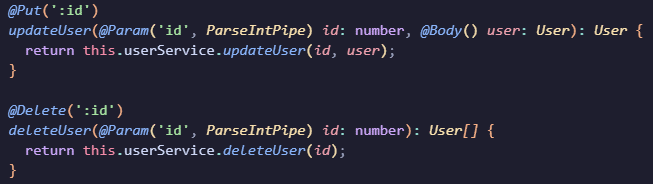 @Put(':id')
updateUser(@Param('id', ParseIntPipe) id: number, @Body() user: User): User {
  return this.userService.updateUser(id, user);
}

@Delete(':id')
deleteUser(@Param('id', ParseIntPipe) id: number): User[] {
  return this.userService.deleteUser(id);
}